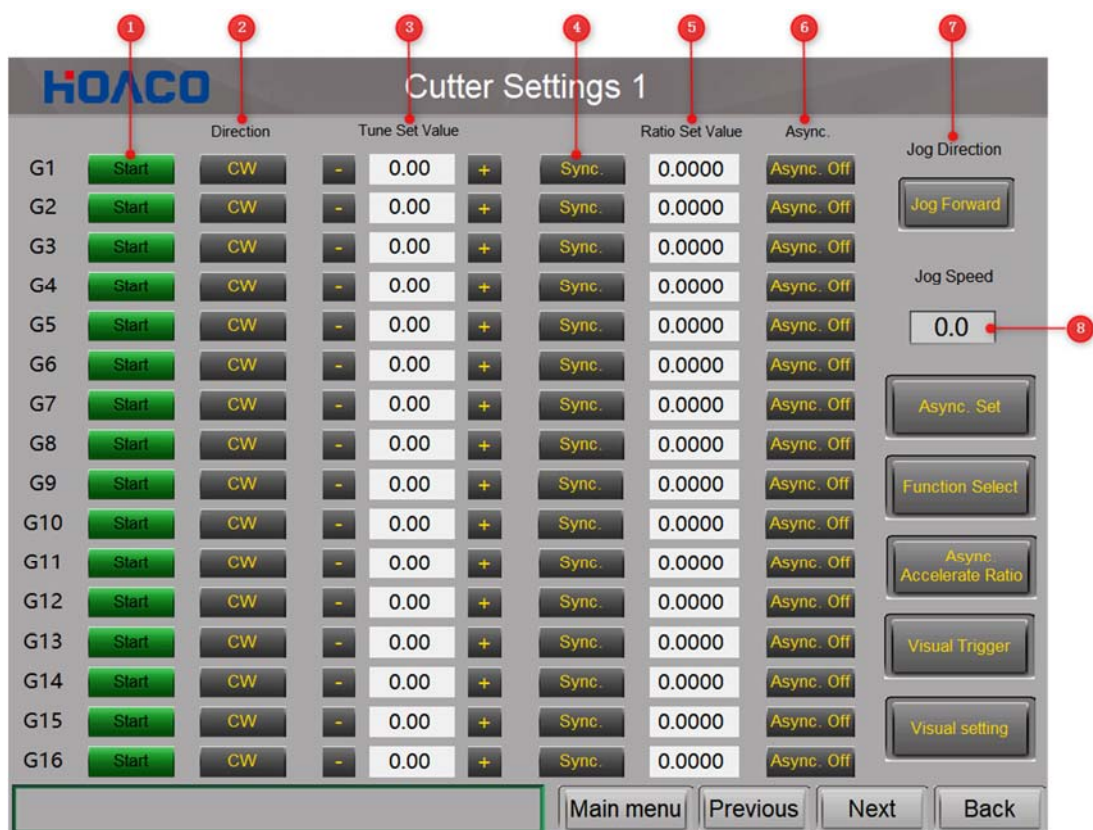 1 2 3 4 5 6 7
HOACO Cutter Settings 1
Direction Tune Set Value Ratio Set Value Async.
Jog Direction
G1 Start CW - 0.00 + Sync. 0.0000 Async. Off
G2 Start CW - 0.00 + Sync. 0.0000 Async. Off Jog Forward
G3 Start CW - 0.00 + Sync. 0.0000 Async. Off
G4 Start CW - 0.00 + Sync. 0.0000 Async. Off Jog Speed
G5 Start CW - 0.00 + Sync. 0.0000 Async. Off 0.0 8
G6 Start CW - 0.00 + Sync. 0.0000 Async. Off
G7 Start CW - 0.00 + Sync. 0.0000 Async. Off Async. Set
G8 Start CW - 0.00 + Sync. 0.0000 Async. Off
G9 Start CW - 0.00 + Sync. 0.0000 Async. Off Function Select
G10 Start CW - 0.00 + Sync. 0.0000 Async. Off
G11 Start CW - 0.00 + Sync. 0.0000 Async. Off Async.
Accelerate Ratio
G12 Start CW - 0.00 + Sync. 0.0000 Async. Off
G13 Start CW - 0.00 + Sync. 0.0000 Async. Off Visual Trigger
G14 Start CW - 0.00 + Sync. 0.0000 Async. Off
G15 Start CW - 0.00 + Sync. 0.0000 Async. Off Visual setting
G16 Start CW - 0.00 + Sync. 0.0000 Async. Off
Main menu Previous Next Back